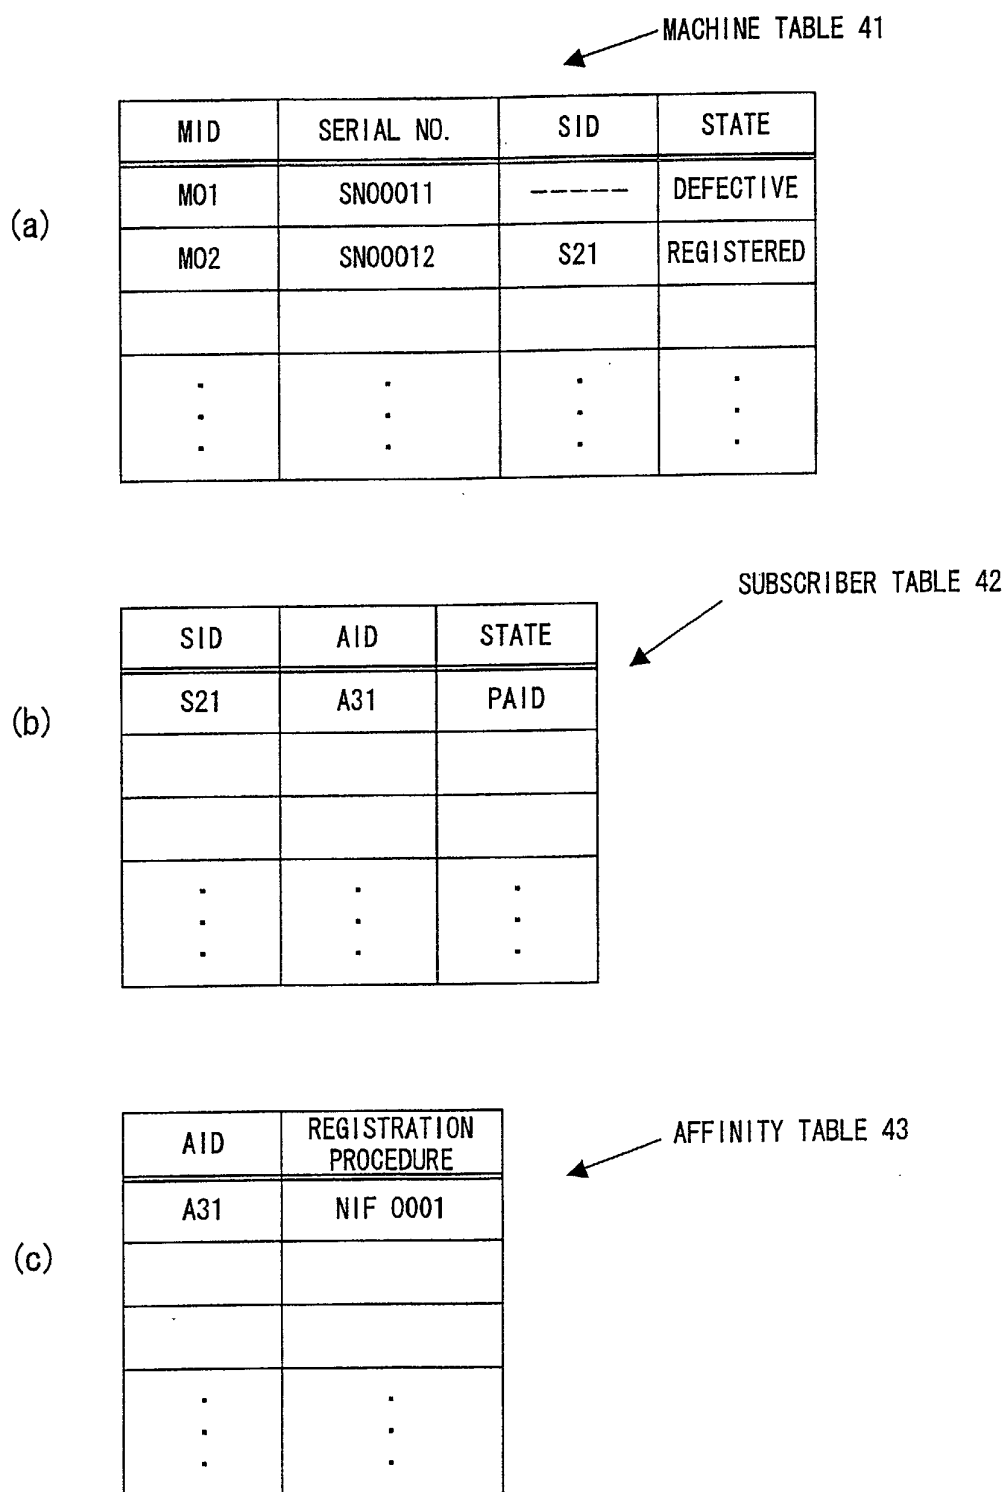 MACHINE TABLE 41
(a)
MID SERIAL NO. SID STATE
M01 SN00011 ----- DEFECTIVE
M02 SN00012 S21 REGISTERED
SUBSCRIBER TABLE 42
(b)
SID AID STATE
S21 A31 PAID
AFFINITY TABLE 43
(c)
AID REGISTRATION
PROCEDURE
A31 NIF 0001